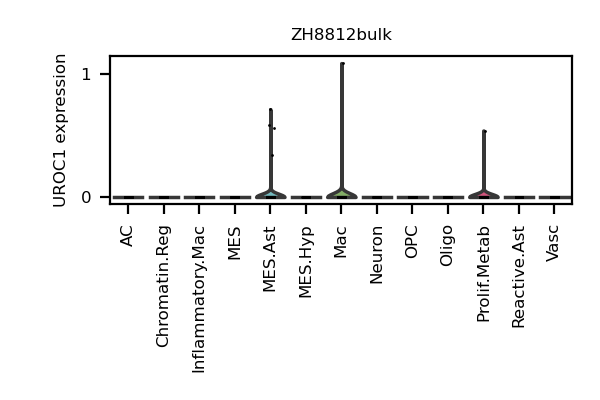 ZH8812bulk
UROC1 expression
1
0
AC
Chromatin.Reg
Inflammatory.Mac
MES
MES.Ast
MES.Hyp
Mac
Neuron
OPC
Oligo
Prolif.Metab
Reactive.Ast
Vasc